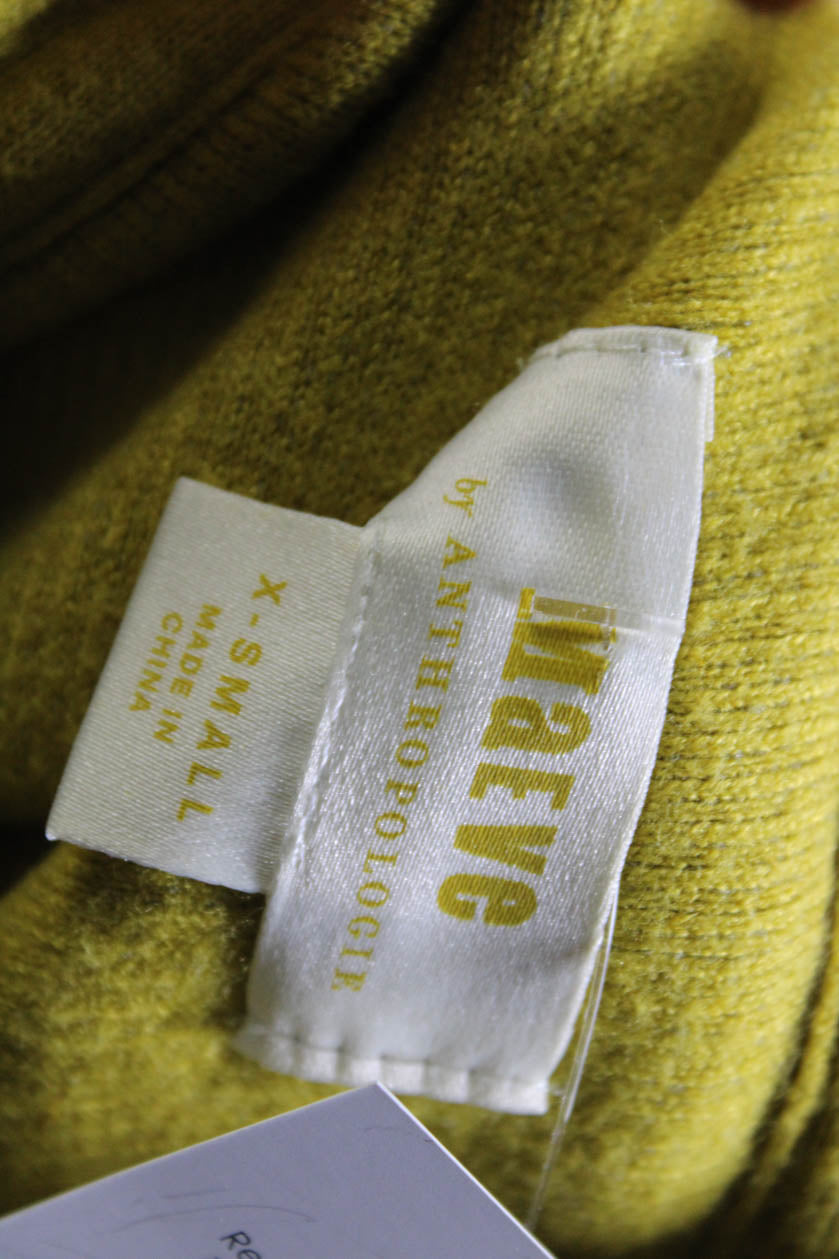 Maeve
by ANTHROPOLOGIE
X-SMALL
MADE IN
CHINA